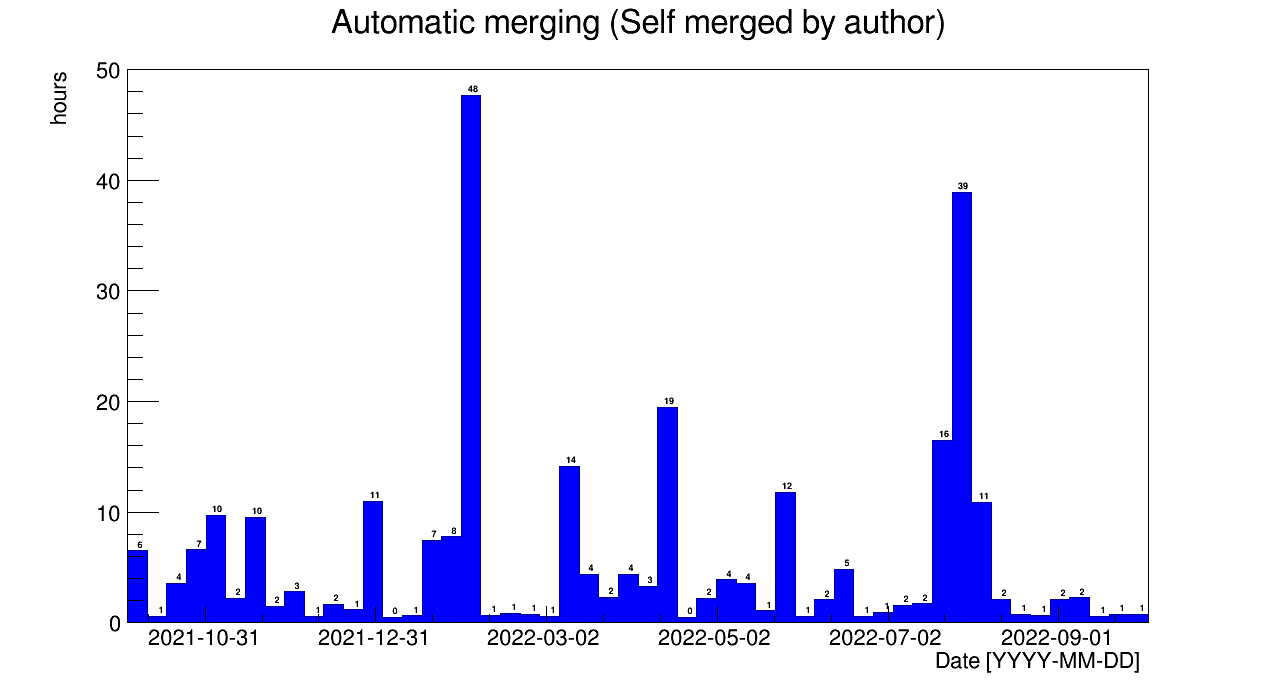 Automatic merging (Self merged by author)
hours
50
40
30
20
10
0
6 1 4 7 10 2 10 2 3 1 2 1 11 0 1 7 8 48 1 1 1 1 14 4 2 4 3 19 0 2 4 4 1 12 1 2 5 1 1 2 2 16 39 11 2 1 1 2 2 1 1 1
2021-10-31 2021-12-31 2022-03-02 2022-05-02 2022-07-02 2022-09-01
Date [YYYY-MM-DD]